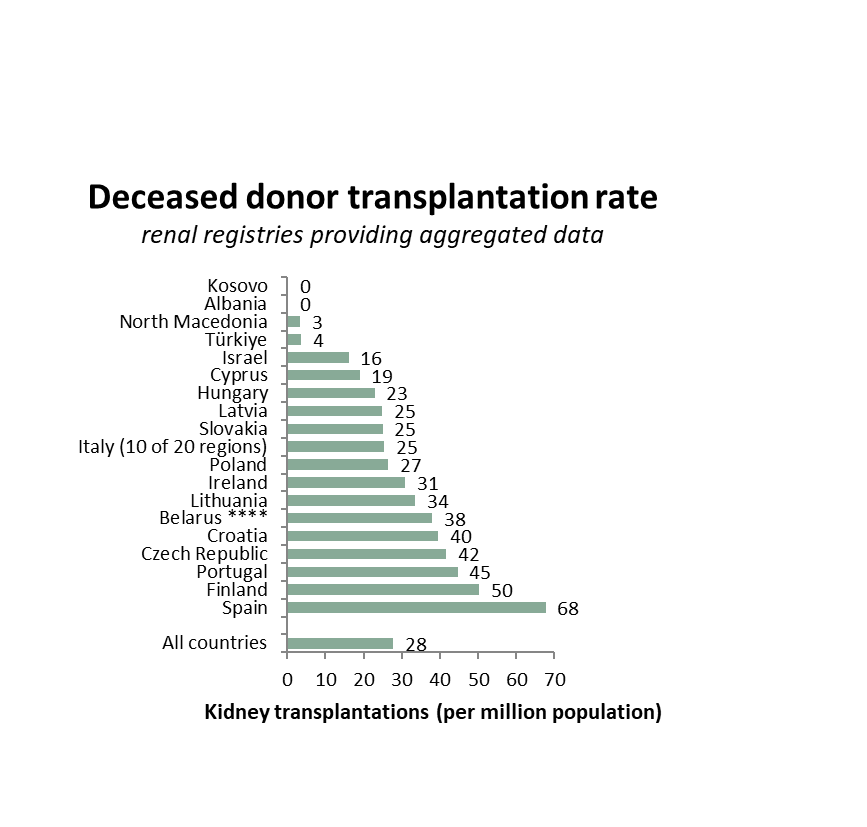 Deceased donor transplantation rate
renal registries providing aggregated data
Kosovo 0
Albania 0
North Macedonia 3
Türkiye 4
Israel 16
Cyprus 19
Hungary 23
Latvia 25
Slovakia 25
Italy (10 of 20 regions) 25
Poland 27
Ireland 31
Lithuania 34
Belarus **** 38
Croatia 40
Czech Republic 42
Portugal 45
Finland 50
Spain 68
All countries 28
0 10 20 30 40 50 60 70
Kidney transplantations (per million population)